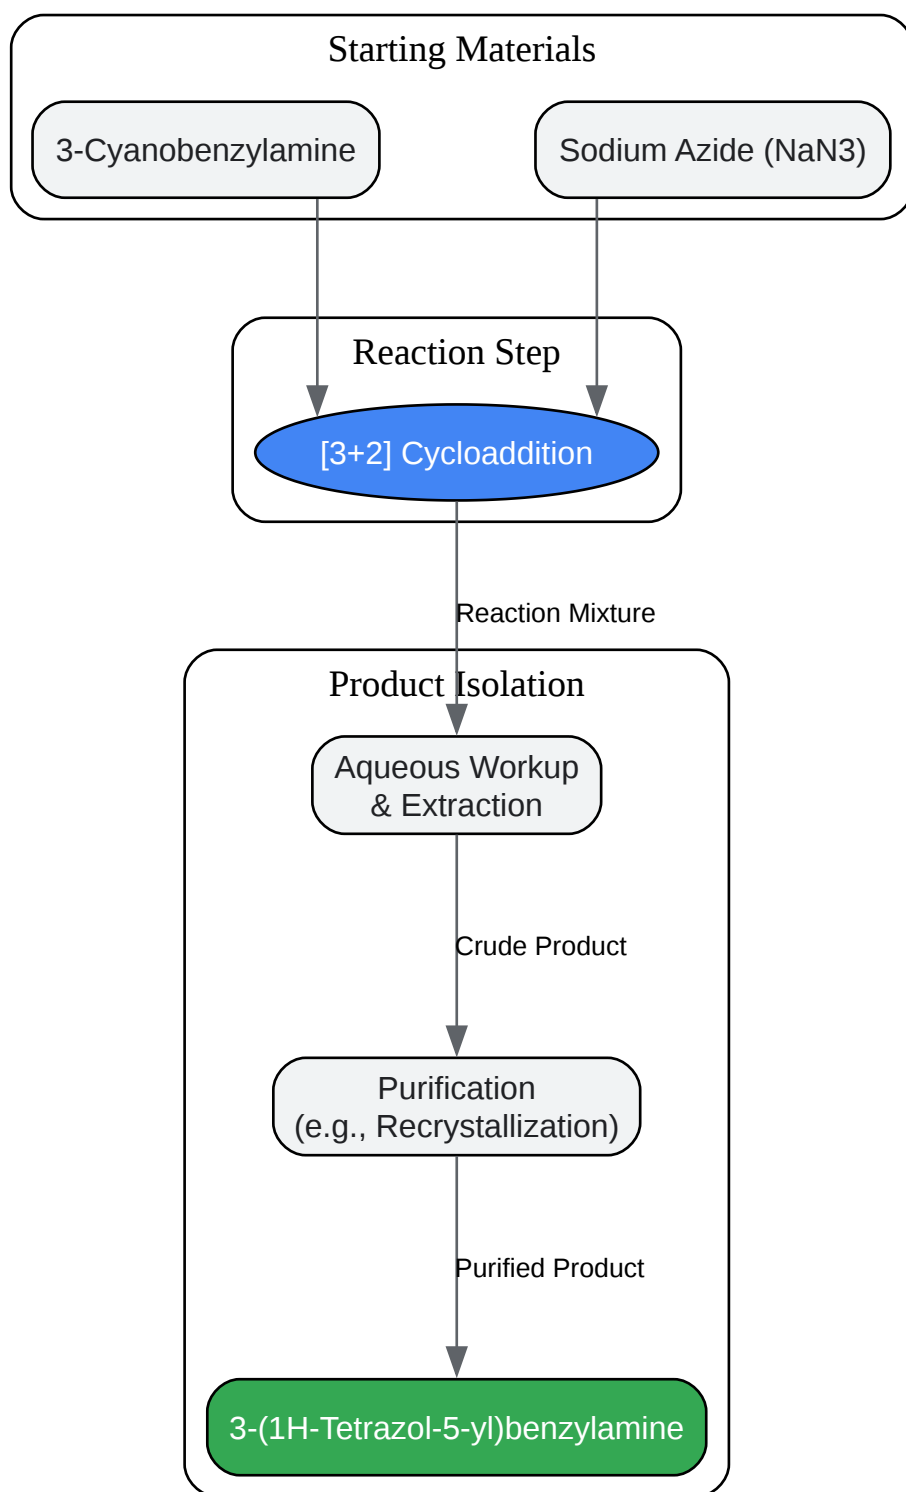 Starting Materials
3-Cyanobenzylamine
Sodium Azide (NaN3)
Reaction Step
[3+2] Cycloaddition
Reaction Mixture
Product Isolation
Aqueous Workup
& Extraction
Crude Product
Purification
(e.g., Recrystallization)
Purified Product
3-(1H-Tetrazol-5-yl)benzylamine